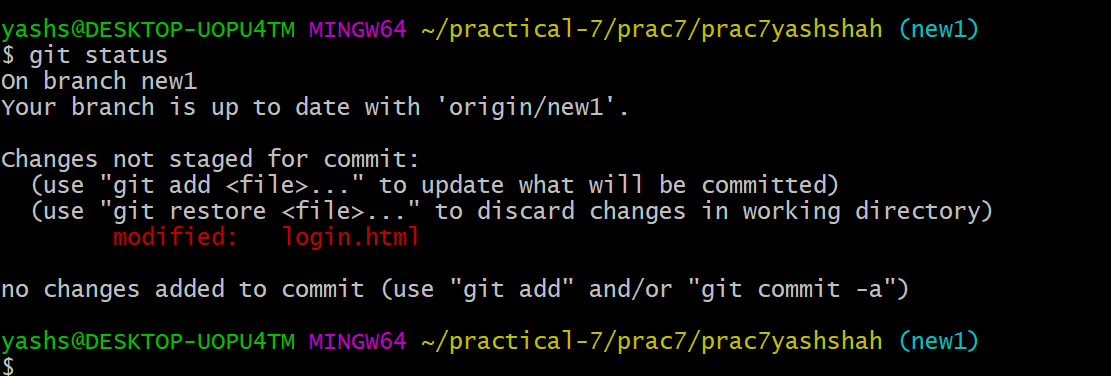 yashs@DESKTOP-UOPU4TM MINGW64 ~/practical-7/prac7/prac7yashshah (new1)
$ git status
On branch new1
Your branch is up to date with 'origin/new1'.
Changes not staged for commit:
  (use "git add <file>..." to update what will be committed)
  (use "git restore <file>..." to discard changes in working directory)
        modified:   login.html
no changes added to commit (use "git add" and/or "git commit -a")
yashs@DESKTOP-UOPU4TM MINGW64 ~/practical-7/prac7/prac7yashshah (new1)
$